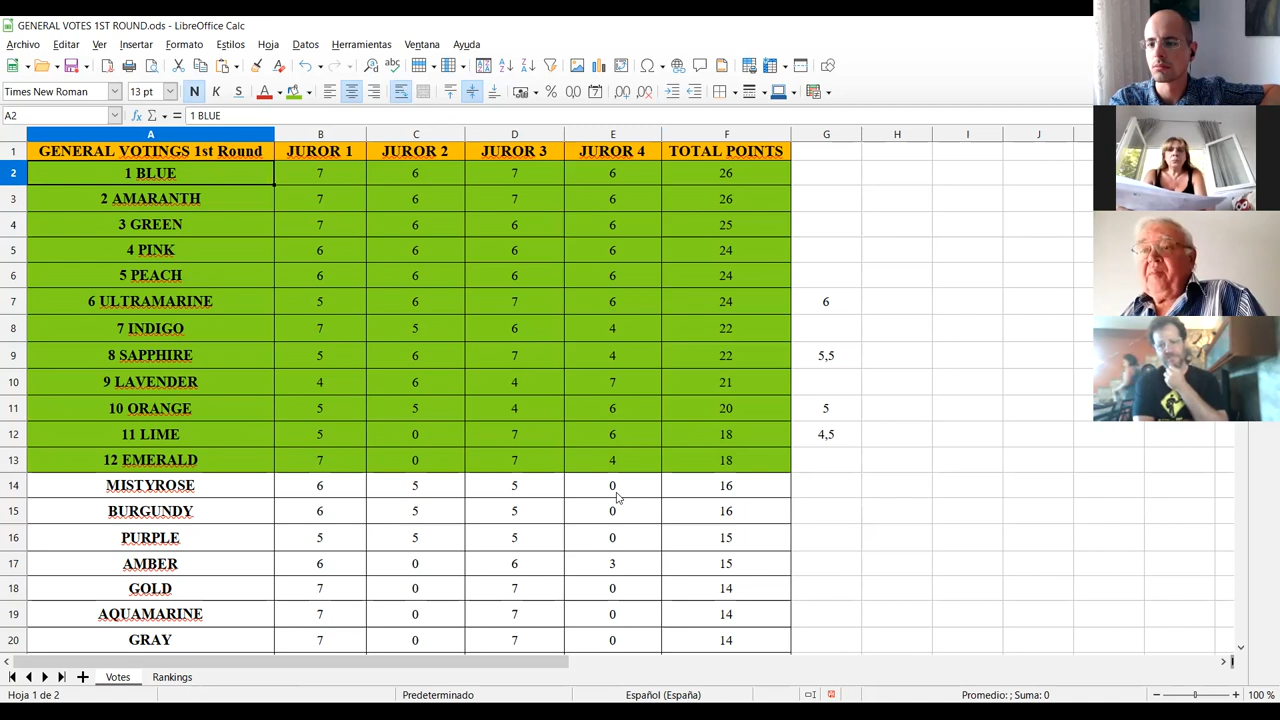 GENERAL VOTES 1ST ROUND.ods - LibreOffice Calc
Archivo Editar Ver Insertar Formato Estilos Hoja Datos Herramientas Ventana Ayuda
Times New Roman 13 pt N K S
A2 1 BLUE
A B C D E F G H I J
1 GENERAL VOTINGS 1st Round JUROR 1 JUROR 2 JUROR 3 JUROR 4 TOTAL POINTS
2 1 BLUE 7 6 7 6 26
3 2 AMARANTH 7 6 7 6 26
4 3 GREEN 7 6 6 6 25
5 4 PINK 6 6 6 6 24
6 5 PEACH 6 6 6 6 24
7 6 ULTRAMARINE 5 6 7 6 24 6
8 7 INDIGO 7 5 6 4 22
9 8 SAPPHIRE 5 6 7 4 22 5,5
10 9 LAVENDER 4 6 4 7 21
11 10 ORANGE 5 5 4 6 20 5
12 11 LIME 5 0 7 6 18 4,5
13 12 EMERALD 7 0 7 4 18
14 MISTYROSE 6 5 5 0 16
15 BURGUNDY 6 5 5 0 16
16 PURPLE 5 5 5 0 15
17 AMBER 6 0 6 3 15
18 GOLD 7 0 7 0 14
19 AQUAMARINE 7 0 7 0 14
20 GRAY 7 0 7 0 14
Votes Rankings
Hoja 1 de 2 Predeterminado Español (España) Promedio: ; Suma: 0 100 %